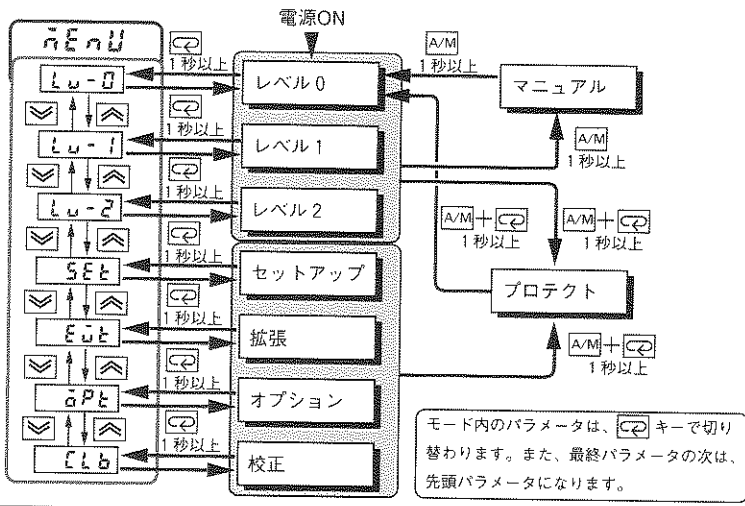 電源ON
mEnU
Lv-0
1秒以上
レベル0
A/M
1秒以上
マニュアル
Lv-1
1秒以上
レベル1
A/M
1秒以上
Lv-2
1秒以上
レベル2
A/M+
1秒以上
A/M+
1秒以上
SEt
1秒以上
セットアップ
プロテクト
Ewt
1秒以上
拡張
A/M+
1秒以上
oPt
1秒以上
オプション
CLb
1秒以上
校正
モード内のパラメータは、 キーで切り
替わります。また、最終パラメータの次は、
先頭パラメータになります。